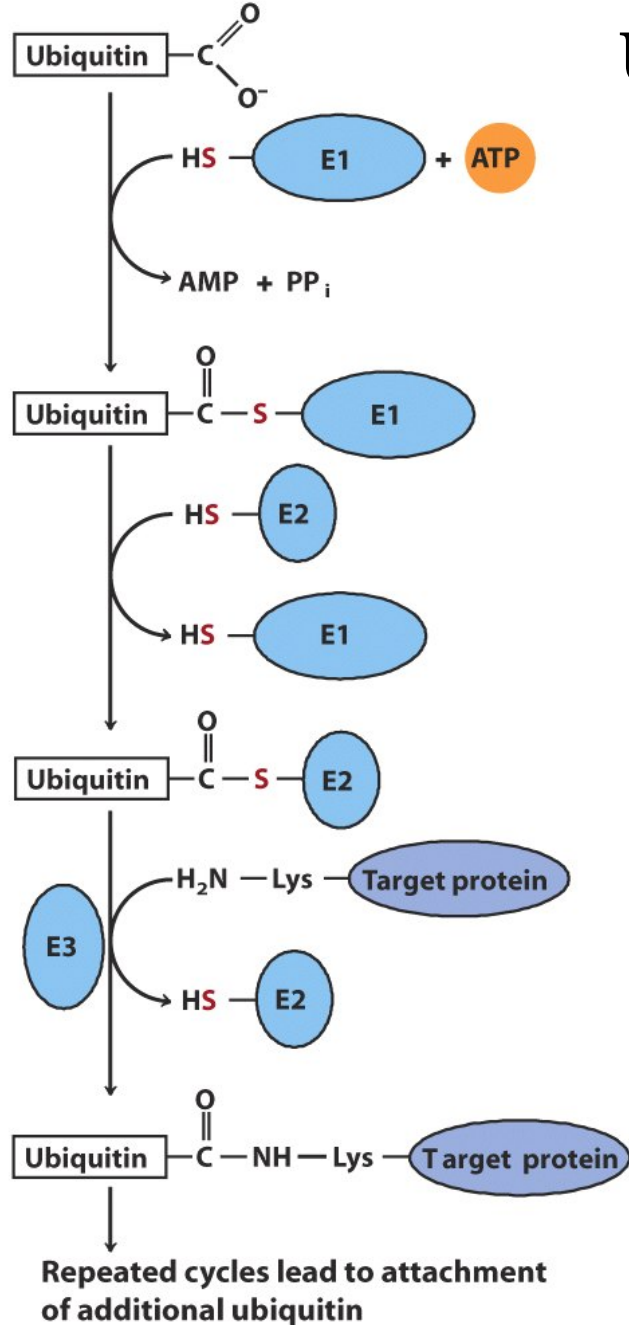 O
Ubiquitin — C
O⁻
HS — E1 + ATP
AMP + PPᵢ
O
Ubiquitin — C — S — E1
HS — E2
HS — E1
O
Ubiquitin — C — S — E2
H₂N — Lys — Target protein
E3
HS — E2
O
Ubiquitin — C — NH — Lys — Target protein
Repeated cycles lead to attachment
of additional ubiquitin